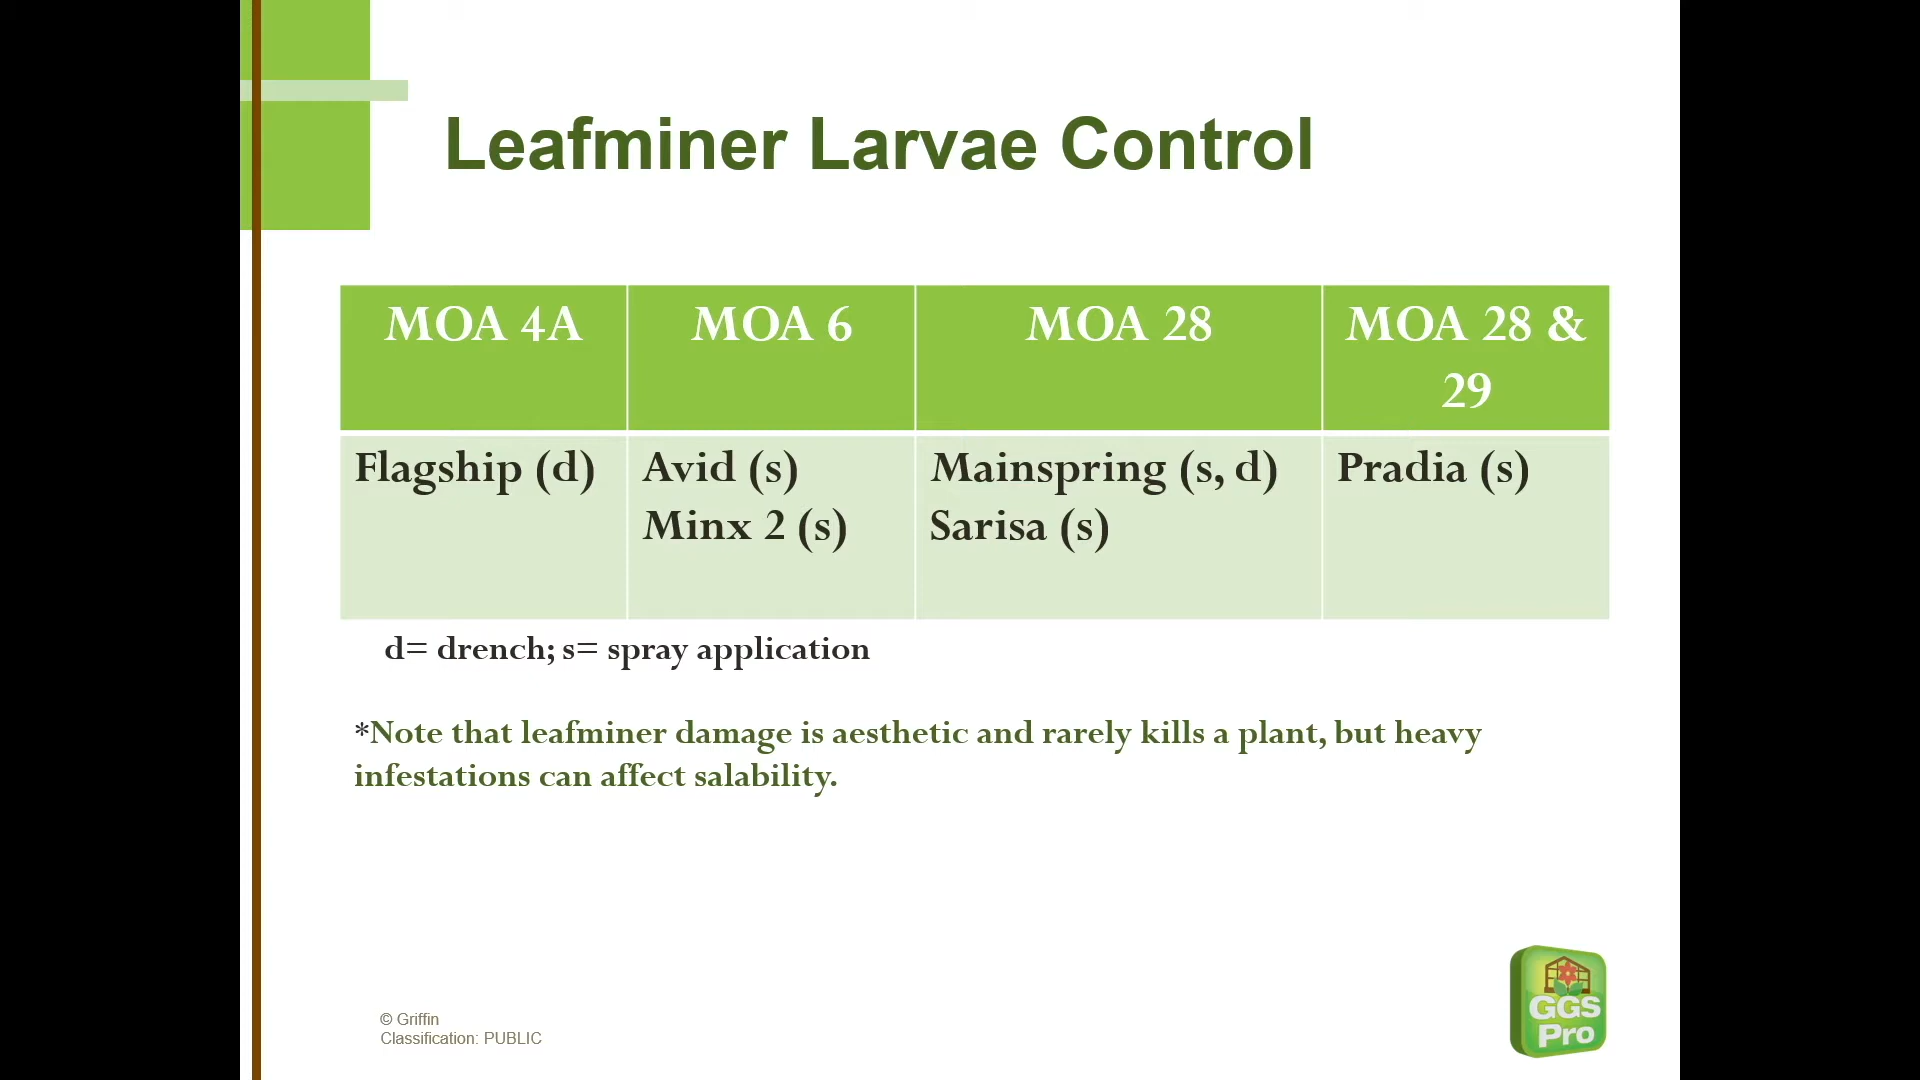 Leafminer Larvae Control
MOA 4A
MOA 6
MOA 28
MOA 28 &
29
Flagship (d)
Avid (s)
Minx 2 (s)
Mainspring (s, d)
Sarisa (s)
Pradia (s)
d= drench; s= spray application
*Note that leafminer damage is aesthetic and rarely kills a plant, but heavy
infestations can affect salability.
© Griffin
Classification: PUBLIC
GGS
Pro